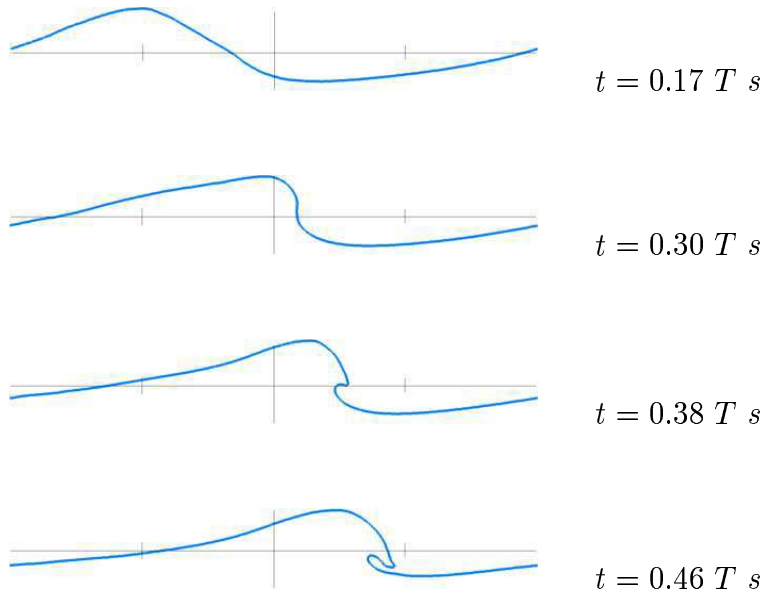 t = 0.17 T s
t = 0.30 T s
t = 0.38 T s
t = 0.46 T s